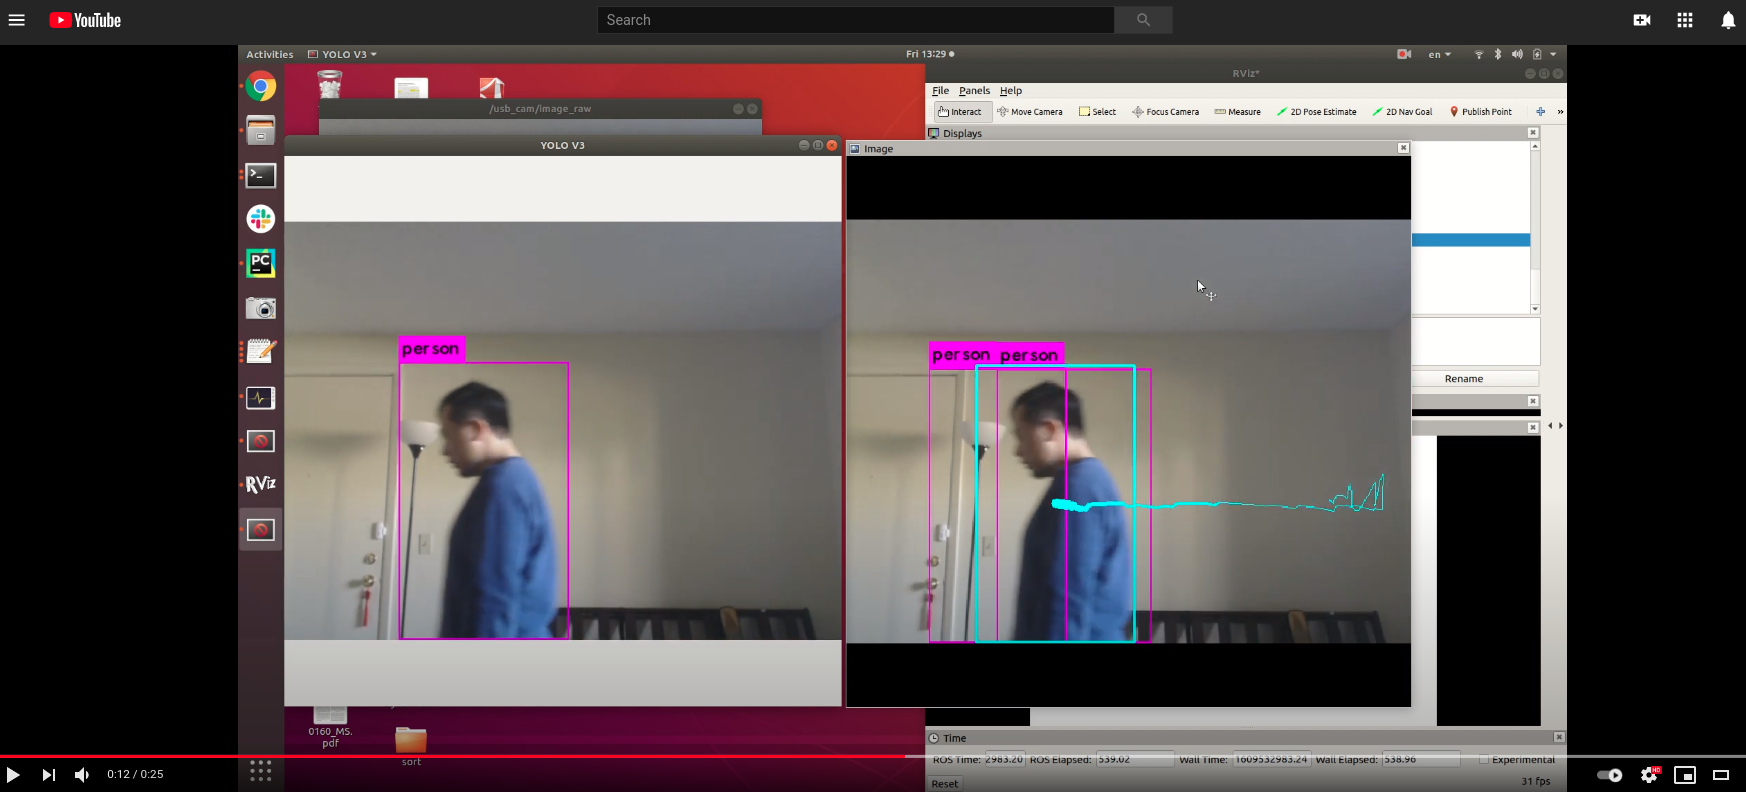 YouTube
Search
Activities
YOLO V3
Fri 13:29
en
RViz*
File Panels Help
Interact Move Camera Select Focus Camera Measure 2D Pose Estimate 2D Nav Goal Publish Point
/usb_cam/image_raw
Displays
YOLO V3
Image
PC
person
person person
Rename
RViz
0160_MS.
pdf
sort
Time
ROS Time: 2983.20 ROS Elapsed: 539.02 Wall Time: 1609532983.24 Wall Elapsed: 538.96 Experimental
Reset
31 fps
0:12 / 0:25
HD